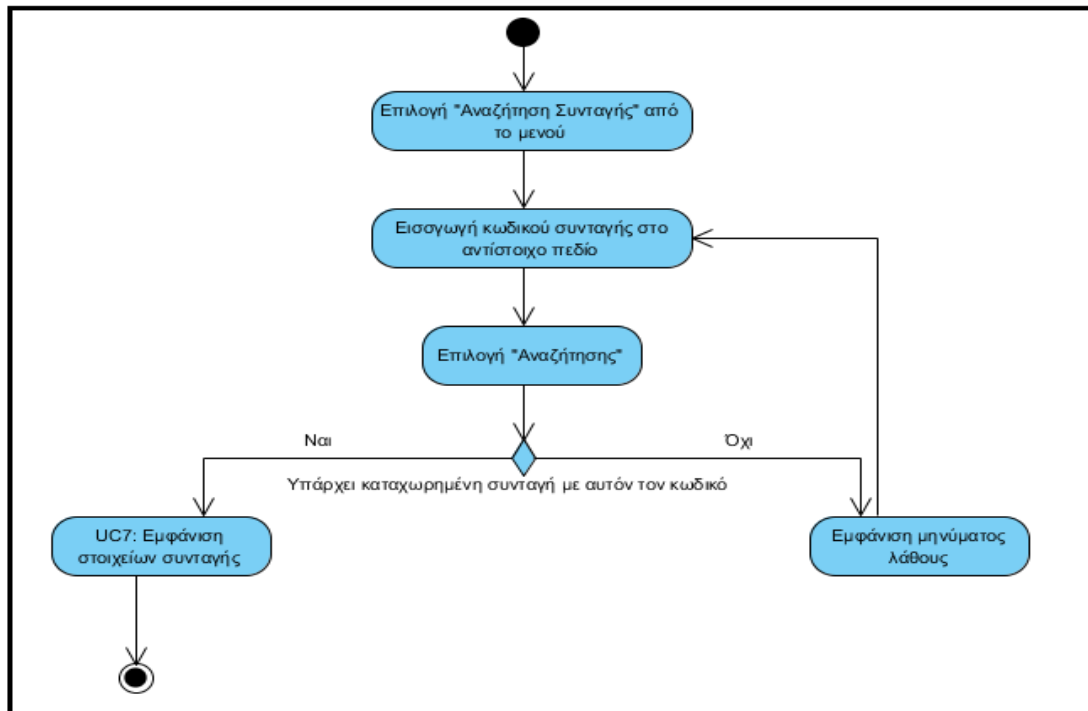 Επιλογή "Αναζήτηση Συνταγής" από
το μενού
Εισσγωγή κωδικού συνταγής στο
αντίστοιχο πεδίο
Επιλογή "Αναζήτησης"
Ναι
Όχι
Υπάρχει καταχωρημένη συνταγή με αυτόν τον κωδικό
UC7: Εμφάνιση
στοιχείων συνταγής
Εμφάνιση μηνύματος
λάθους